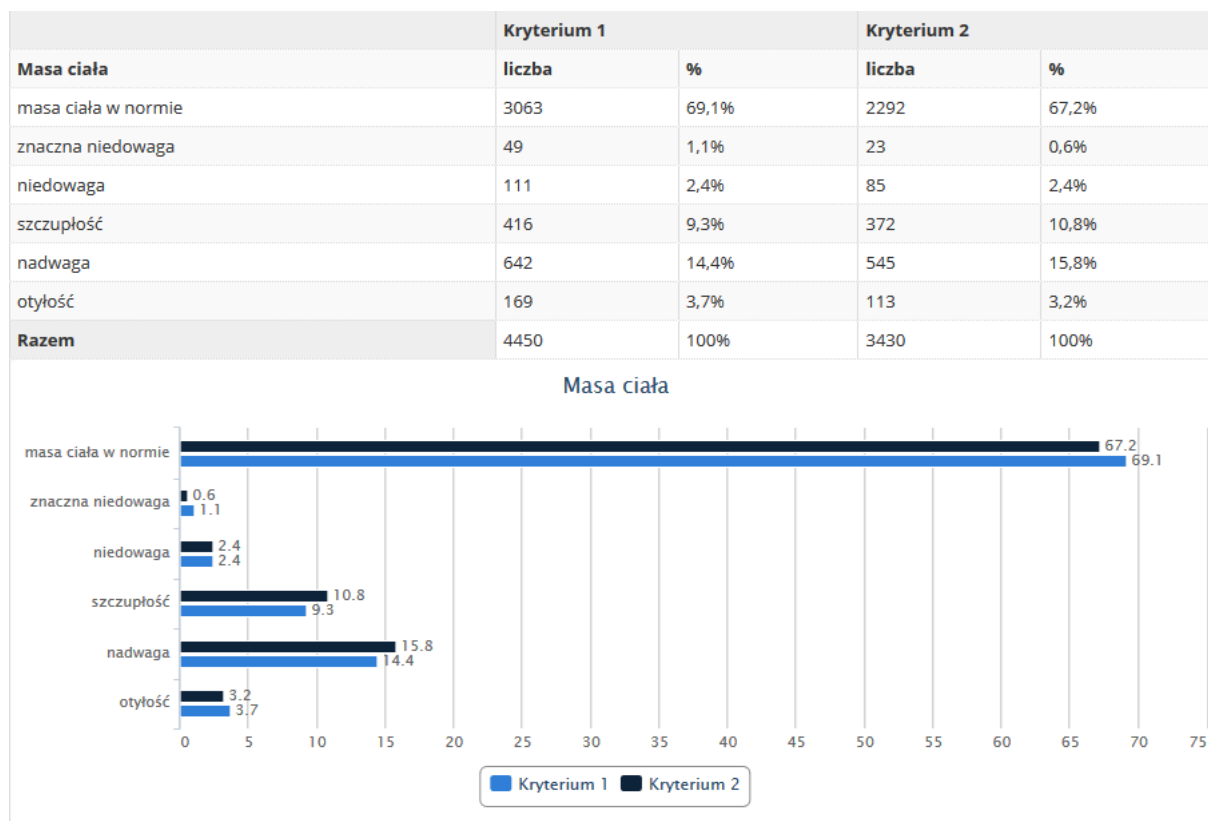 Kryterium 1 Kryterium 2
Masa ciała liczba % liczba %
masa ciała w normie 3063 69,1% 2292 67,2%
znaczna niedowaga 49 1,1% 23 0,6%
niedowaga 111 2,4% 85 2,4%
szczupłość 416 9,3% 372 10,8%
nadwaga 642 14,4% 545 15,8%
otyłość 169 3,7% 113 3,2%
Razem 4450 100% 3430 100%
Masa ciała
masa ciała w normie 67.2
69.1
znaczna niedowaga 0.6
1.1
niedowaga 2.4
2.4
szczupłość 10.8
9.3
nadwaga 15.8
14.4
otyłość 3.2
3.7
0 5 10 15 20 25 30 35 40 45 50 55 60 65 70 75
Kryterium 1 Kryterium 2